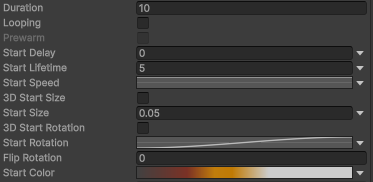 Duration 10
Looping
Prewarm
Start Delay 0
Start Lifetime 5
Start Speed
3D Start Size
Start Size 0.05
3D Start Rotation
Start Rotation
Flip Rotation 0
Start Color